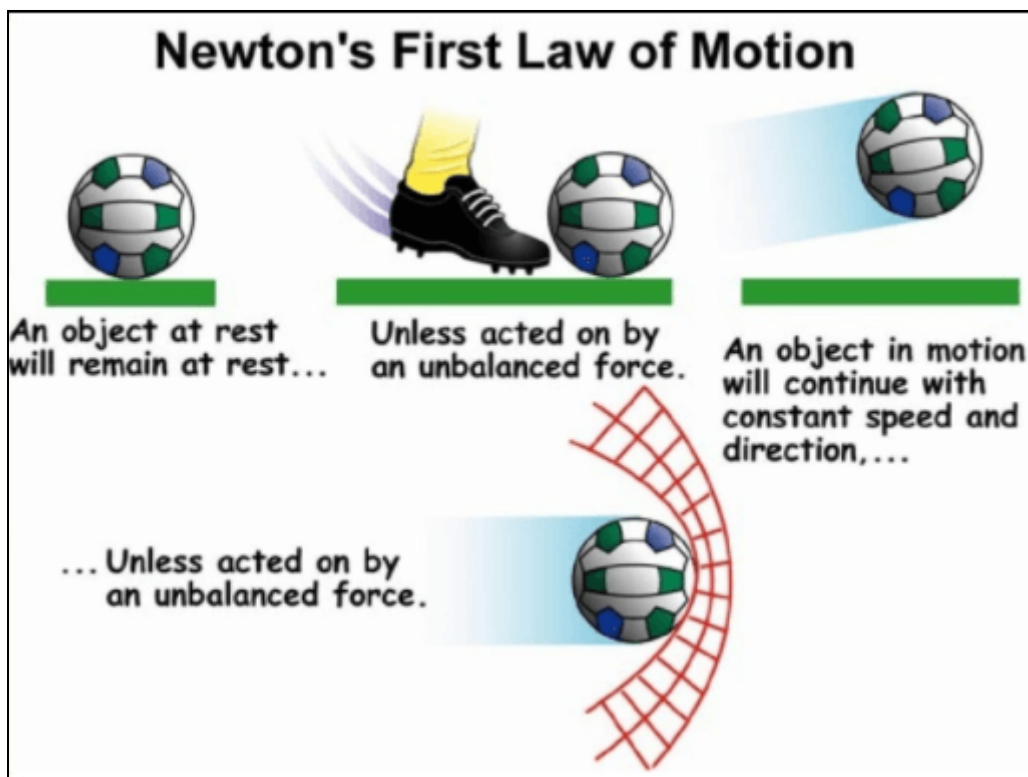 Newton's First Law of Motion
An object at rest
will remain at rest...
Unless acted on by
an unbalanced force.
An object in motion
will continue with
constant speed and
direction,...
...Unless acted on by
an unbalanced force.